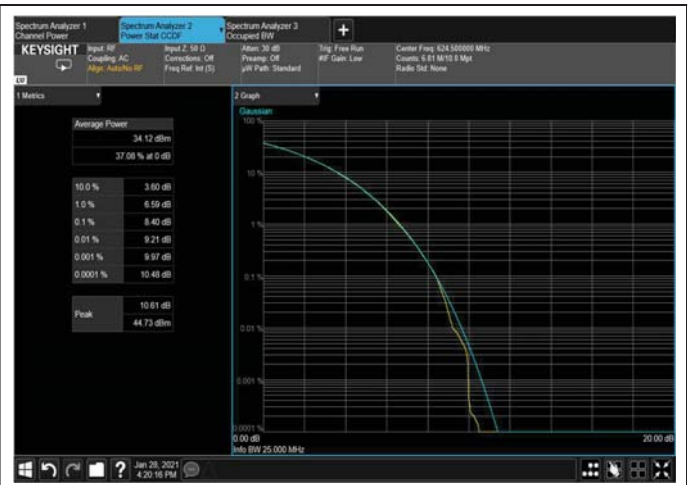 Spectrum Analyzer 1
Channel Power
Spectrum Analyzer 2
Power Stat CCDF
Spectrum Analyzer 3
Occupied BW
+
KEYSIGHT
Input: RF
Coupling: AC
Align: Auto/No RF
Input Z: 50 Ω
Corrections: Off
Freq Ref: Int (S)
Atten: 30 dB
Preamp: Off
µW Path: Standard
Trig: Free Run
#IF Gain: Low
Center Freq: 624.500000 MHz
Counts: 6.81 M/10.0 Mpt
Radio Std: None
1 Metrics
Average Power
34.12 dBm
37.08 % at 0 dB
10.0 % 3.60 dB
1.0 % 6.59 dB
0.1 % 8.40 dB
0.01 % 9.21 dB
0.001 % 9.97 dB
0.0001 % 10.48 dB
Peak
10.61 dB
44.73 dBm
2 Graph
Gaussian
100 %
10 %
1 %
0.1 %
0.01 %
0.001 %
0.0001 %
0.00 dB
20.00 dB
Info BW 25.000 MHz
?
Jan 28, 2021
4:20:16 PM